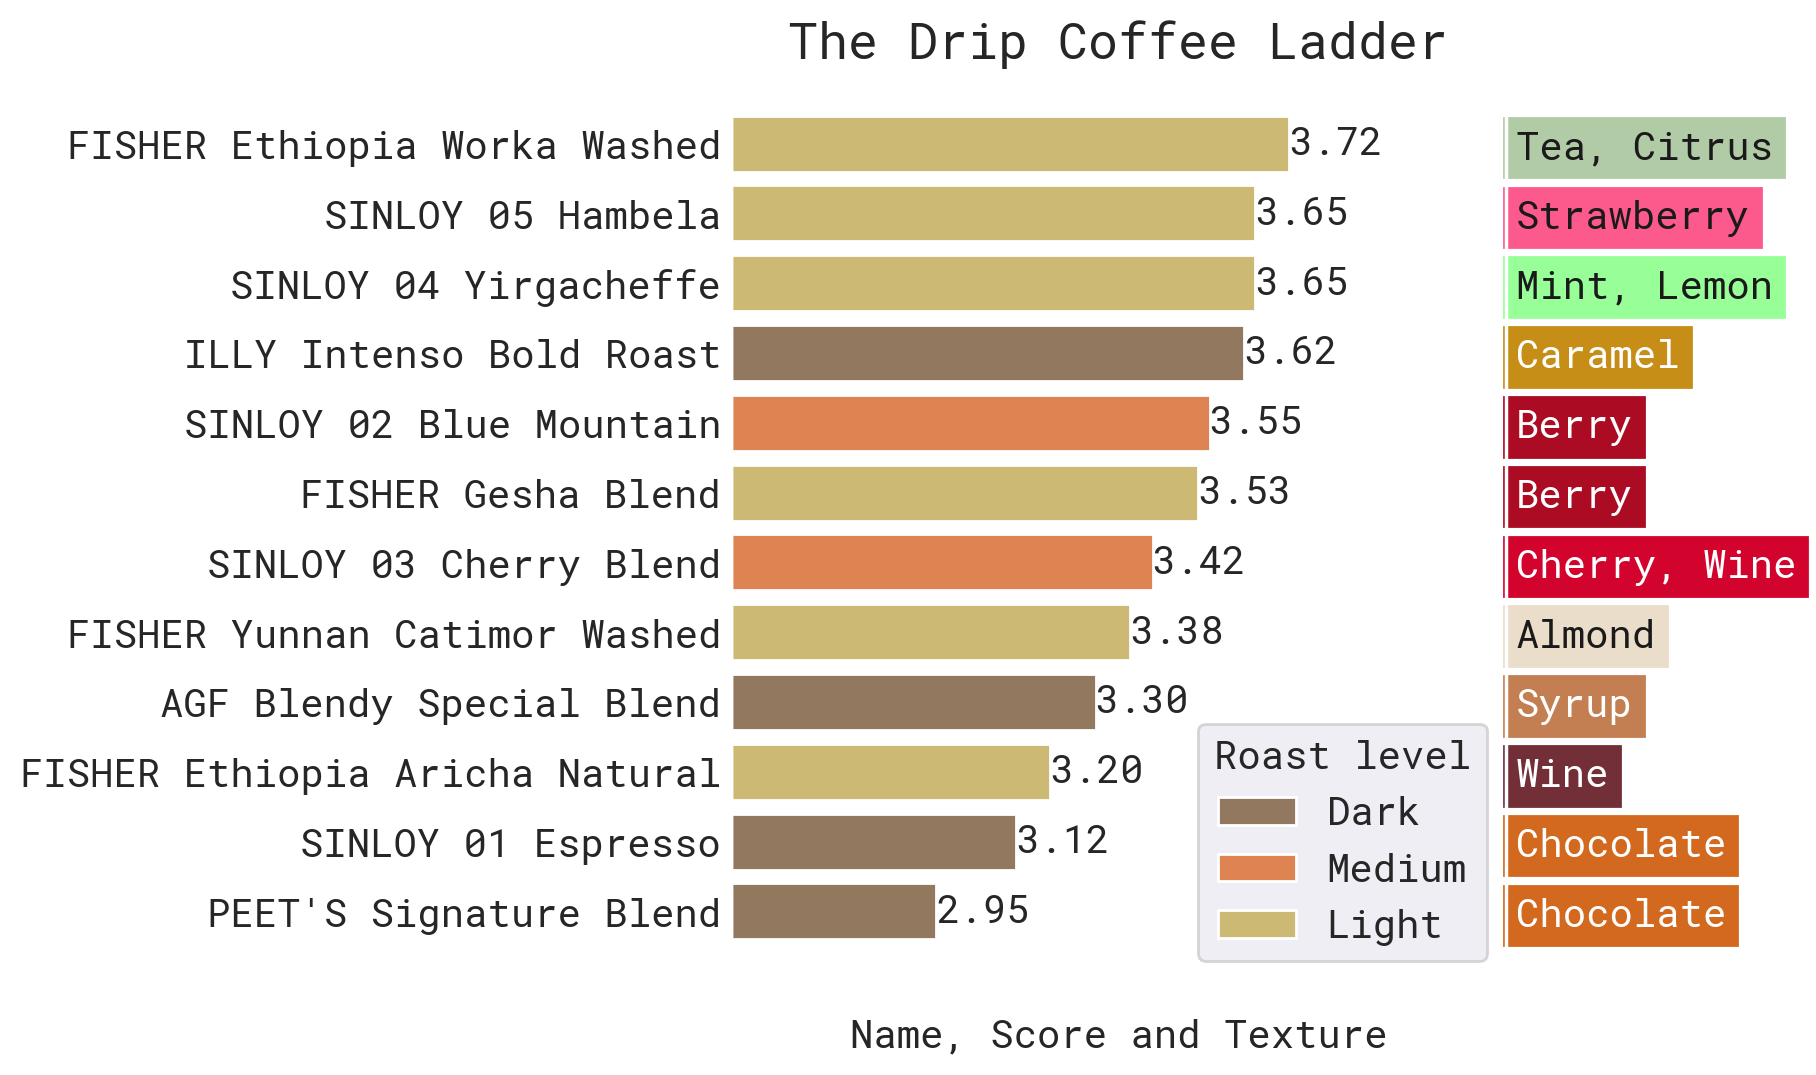 The Drip Coffee Ladder
FISHER Ethiopia Worka Washed 3.72 Tea, Citrus
SINLOY 05 Hambela 3.65 Strawberry
SINLOY 04 Yirgacheffe 3.65 Mint, Lemon
ILLY Intenso Bold Roast 3.62 Caramel
SINLOY 02 Blue Mountain 3.55 Berry
FISHER Gesha Blend 3.53 Berry
SINLOY 03 Cherry Blend 3.42 Cherry, Wine
FISHER Yunnan Catimor Washed 3.38 Almond
AGF Blendy Special Blend 3.30 Syrup
FISHER Ethiopia Aricha Natural 3.20 Wine
SINLOY 01 Espresso 3.12 Chocolate
PEET'S Signature Blend 2.95 Chocolate
Roast level
Dark
Medium
Light
Name, Score and Texture